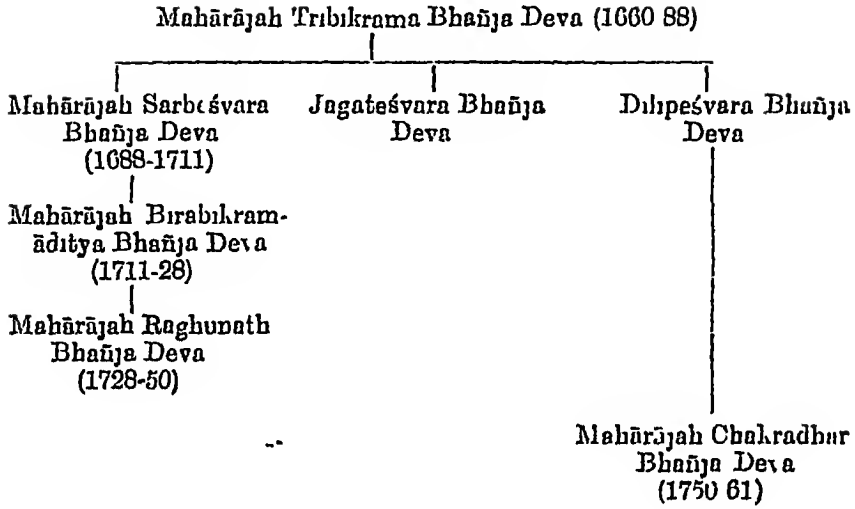 Mahārājah Tribikrama Bhañja Deva (1660 88)
Mahārājah Sarbeśvara
Bhañja Deva
(1688-1711)
Jagateśvara Bhañja
Deva
Dilipeśvara Bhañja
Deva
Mahārājah Birabikram-
āditya Bhañja Deva
(1711-28)
Mahārājah Raghunath
Bhañja Deva
(1728-50)
Mahārājah Chakradhar
Bhañja Deva
(1750 61)